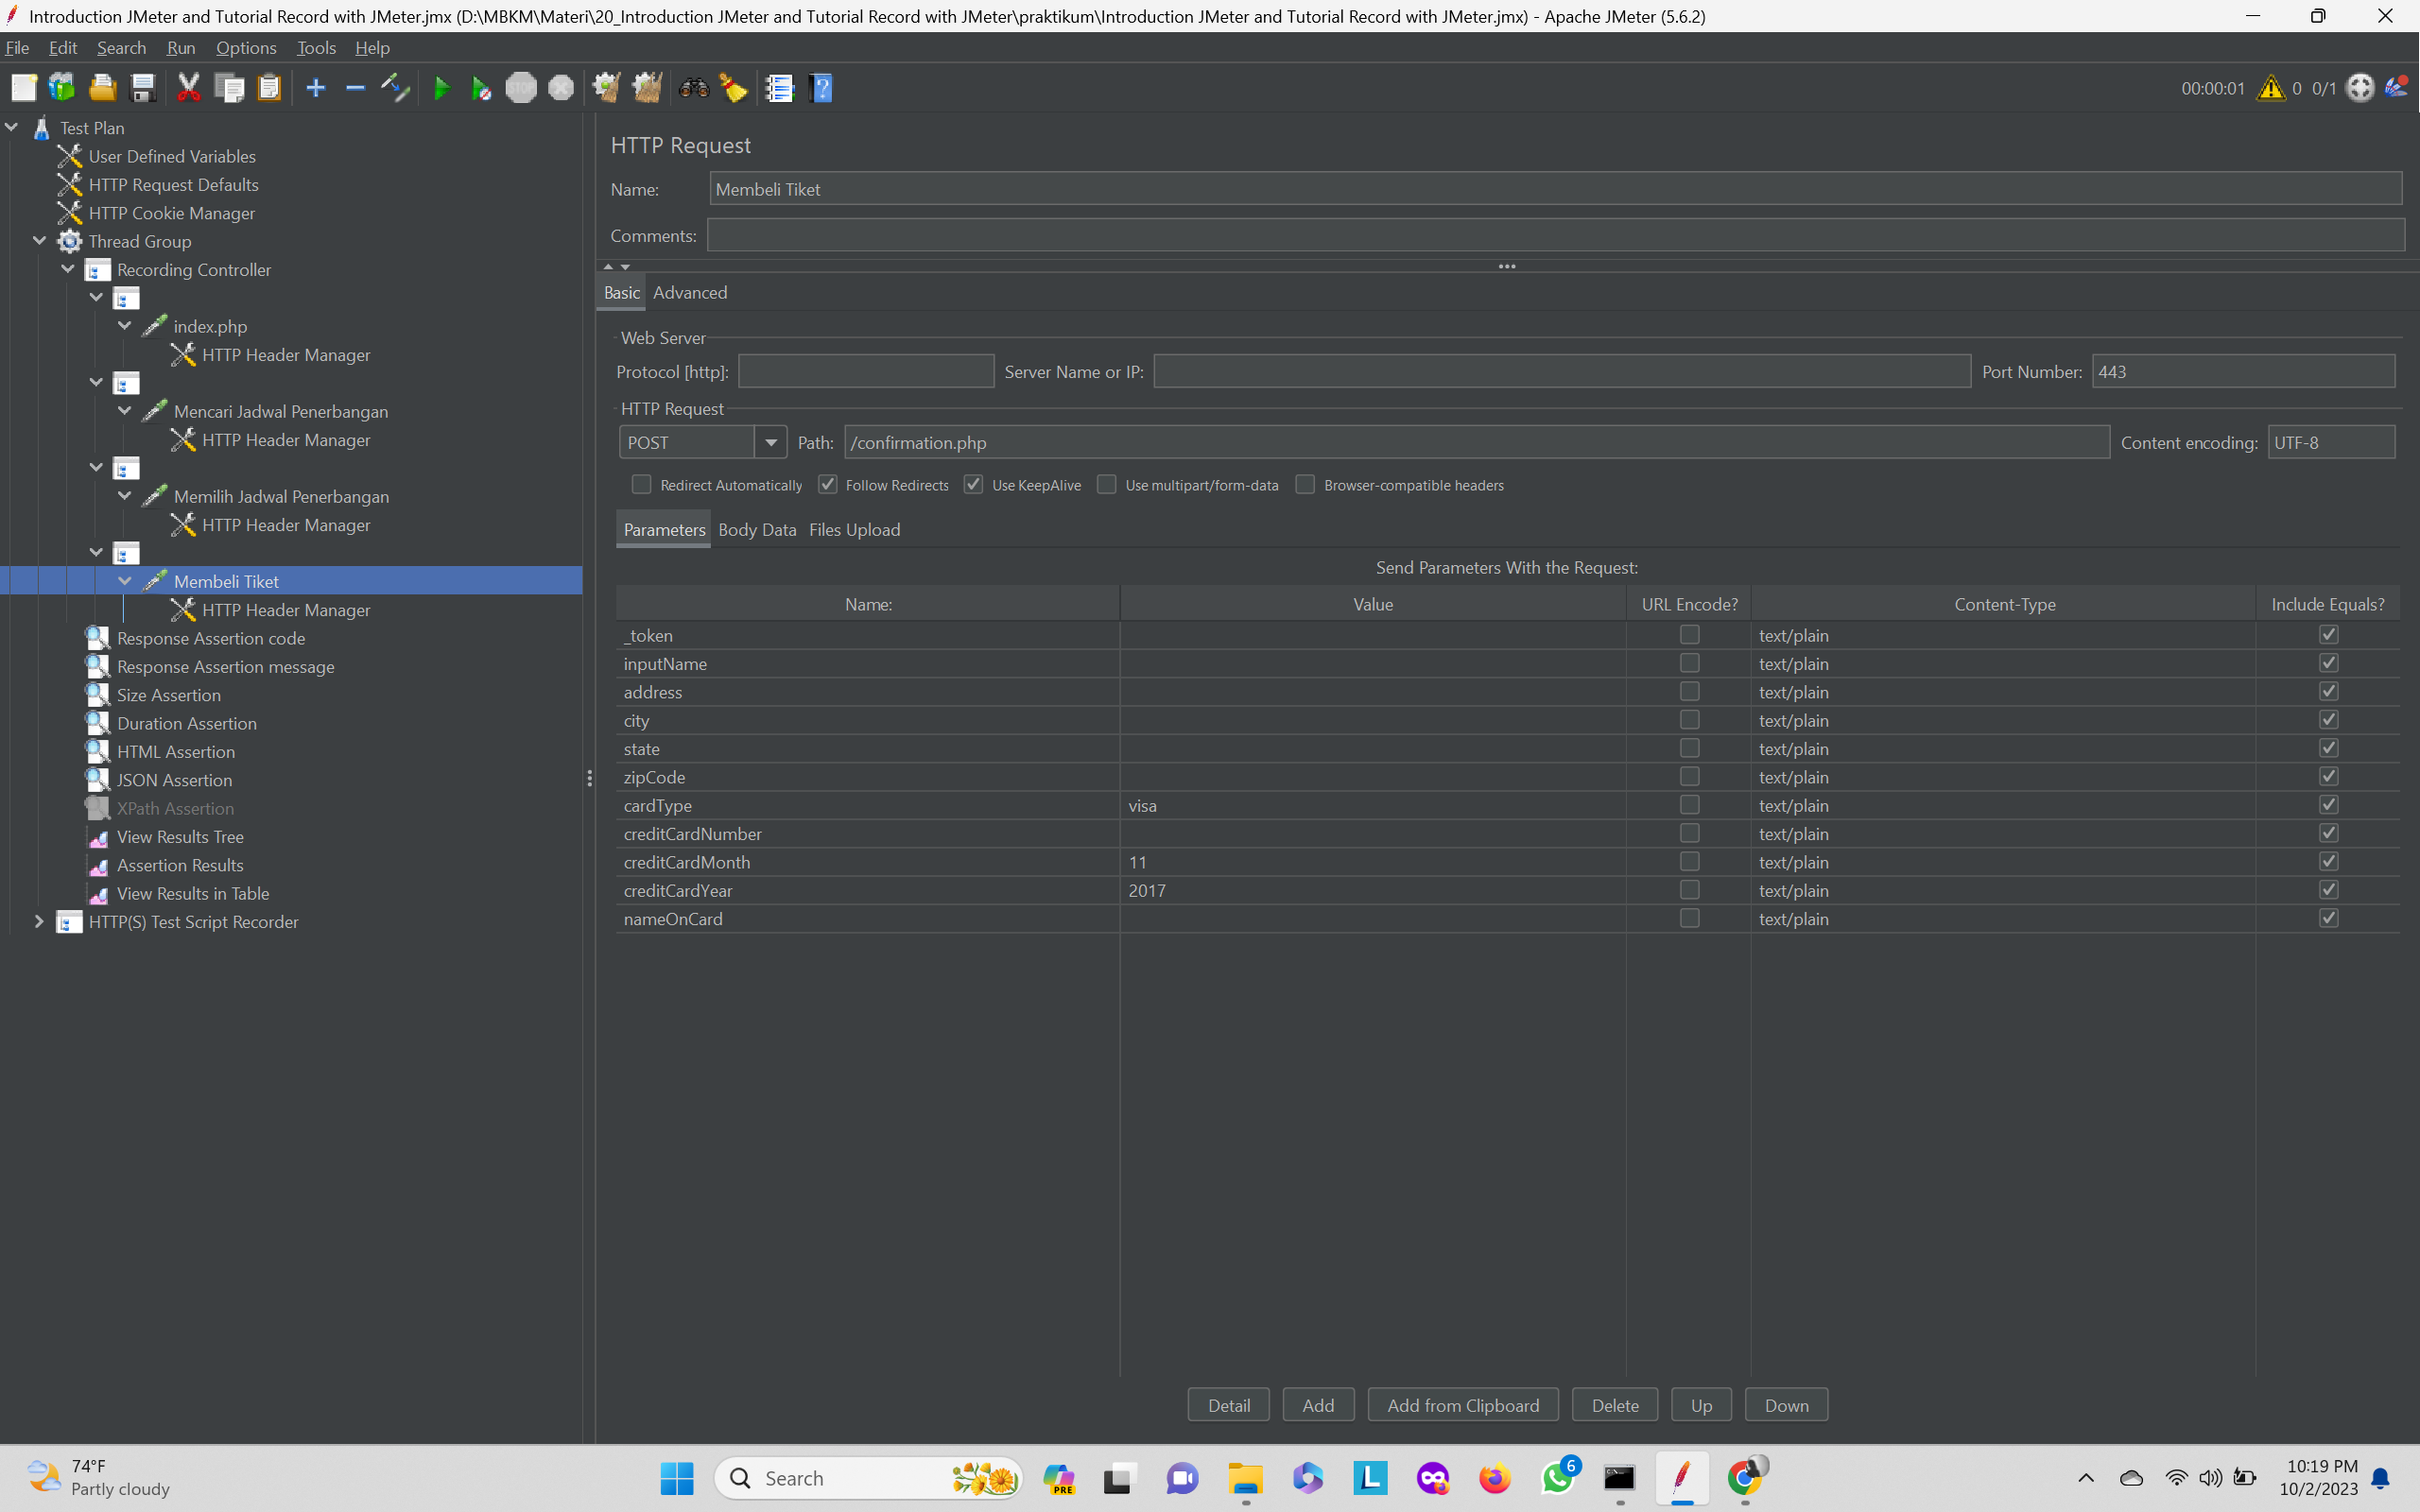 Introduction JMeter and Tutorial Record with JMeter.jmx (D:\MBKM\Materi\20_Introduction JMeter and Tutorial Record with JMeter\praktikum\Introduction JMeter and Tutorial Record with JMeter.jmx) - Apache JMeter (5.6.2)
File Edit Search Run Options Tools Help
STOP 00:00:01 0 0/1
Test Plan
User Defined Variables
HTTP Request Defaults
HTTP Cookie Manager
Thread Group
Recording Controller
index.php
HTTP Header Manager
Mencari Jadwal Penerbangan
HTTP Header Manager
Memilih Jadwal Penerbangan
HTTP Header Manager
Membeli Tiket
HTTP Header Manager
Response Assertion code
Response Assertion message
Size Assertion
Duration Assertion
HTML Assertion
JSON Assertion
XPath Assertion
View Results Tree
Assertion Results
View Results in Table
HTTP(S) Test Script Recorder
HTTP Request
Name: Membeli Tiket
Comments:
Basic Advanced
Web Server
Protocol [http]: Server Name or IP: Port Number: 443
HTTP Request
POST Path: /confirmation.php Content encoding: UTF-8
Redirect Automatically Follow Redirects Use KeepAlive Use multipart/form-data Browser-compatible headers
Parameters Body Data Files Upload
Send Parameters With the Request:
Name: Value URL Encode? Content-Type Include Equals?
_token text/plain
inputName text/plain
address text/plain
city text/plain
state text/plain
zipCode text/plain
cardType visa text/plain
creditCardNumber text/plain
creditCardMonth 11 text/plain
creditCardYear 2017 text/plain
nameOnCard text/plain
Detail Add Add from Clipboard Delete Up Down
74°F
Partly cloudy
Search
PRE
L
6
10:19 PM
10/2/2023